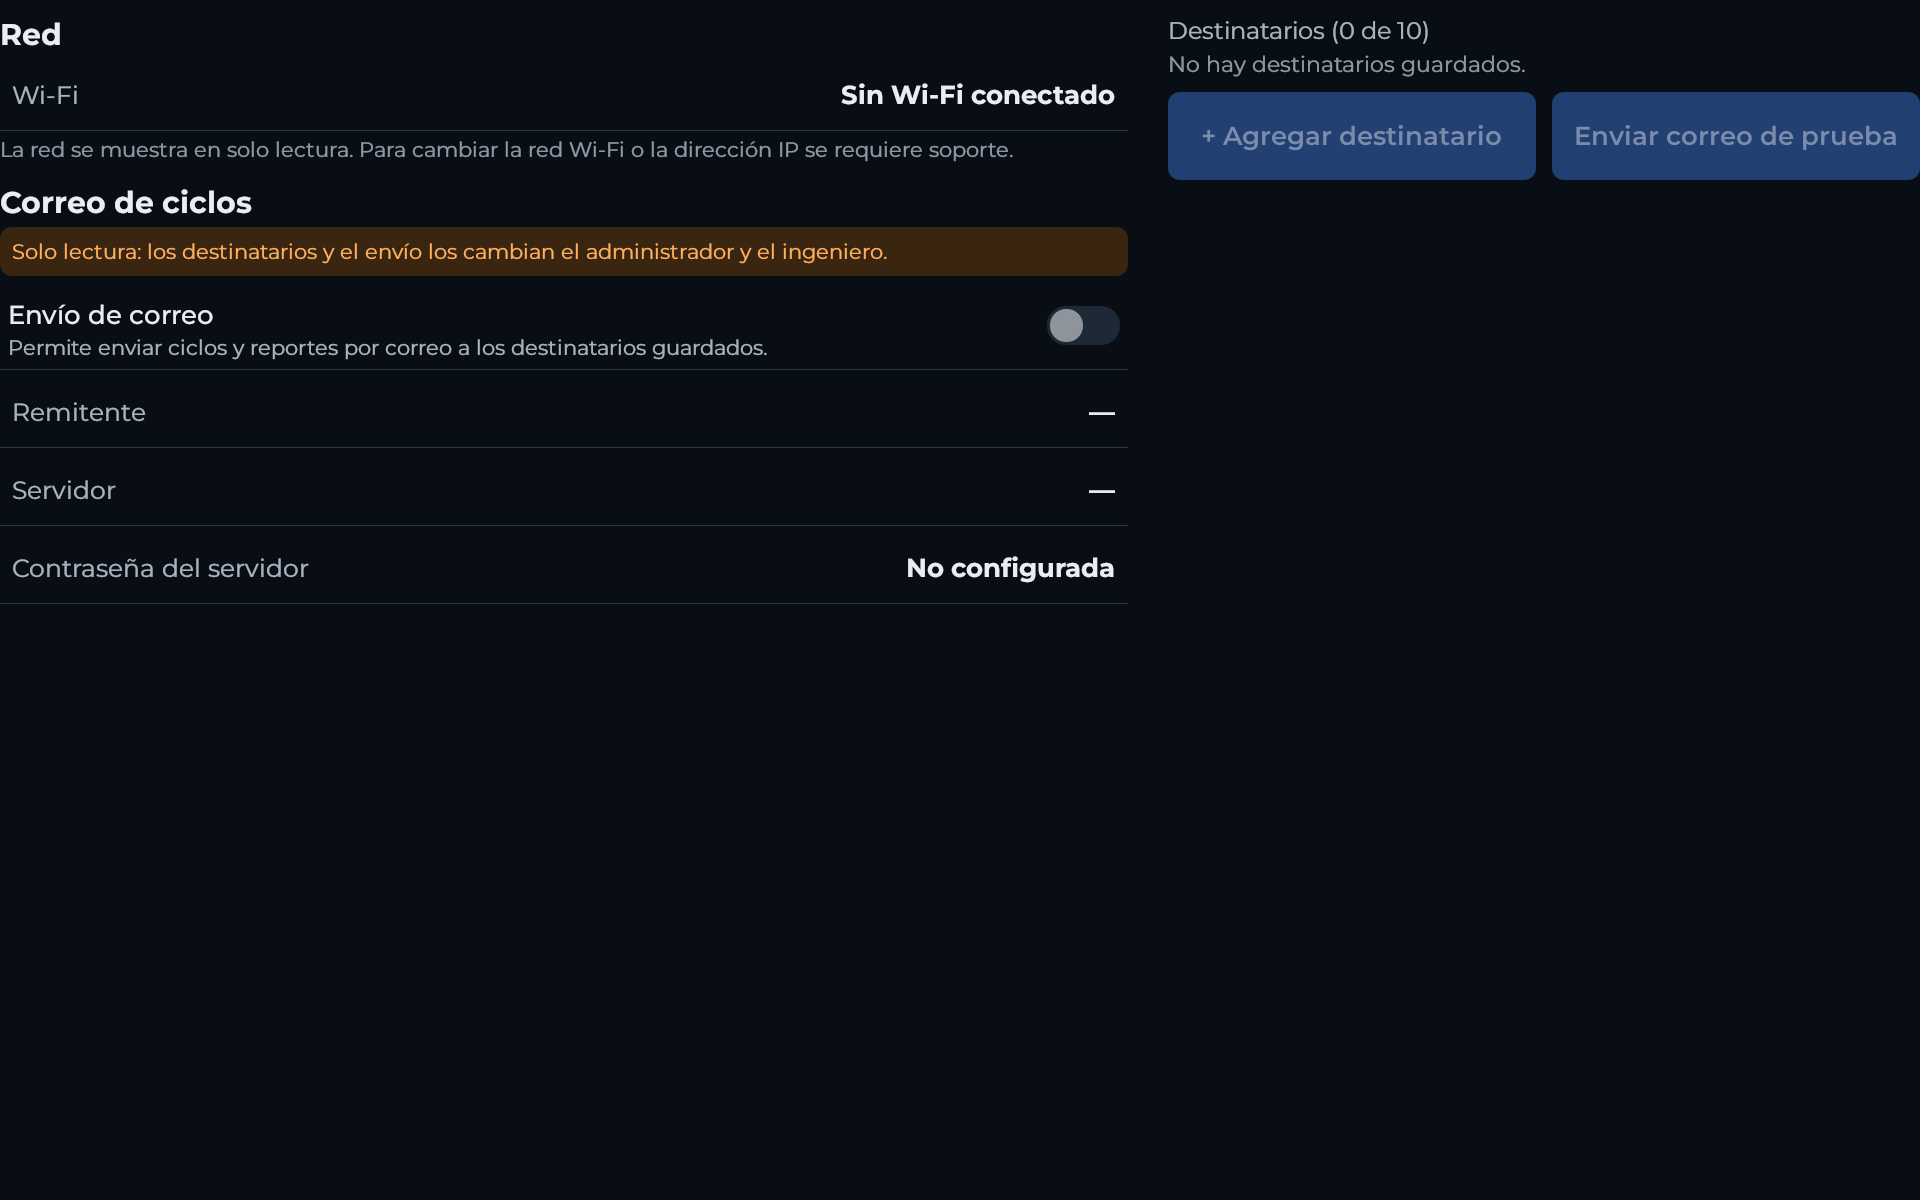 Red
Wi-Fi
Sin Wi-Fi conectado
La red se muestra en solo lectura. Para cambiar la red Wi-Fi o la dirección IP se requiere soporte.
Correo de ciclos
Solo lectura: los destinatarios y el envío los cambian el administrador y el ingeniero.
Envío de correo
Permite enviar ciclos y reportes por correo a los destinatarios guardados.
Remitente
—
Servidor
—
Contraseña del servidor
No configurada
Destinatarios (0 de 10)
No hay destinatarios guardados.
+ Agregar destinatario
Enviar correo de prueba